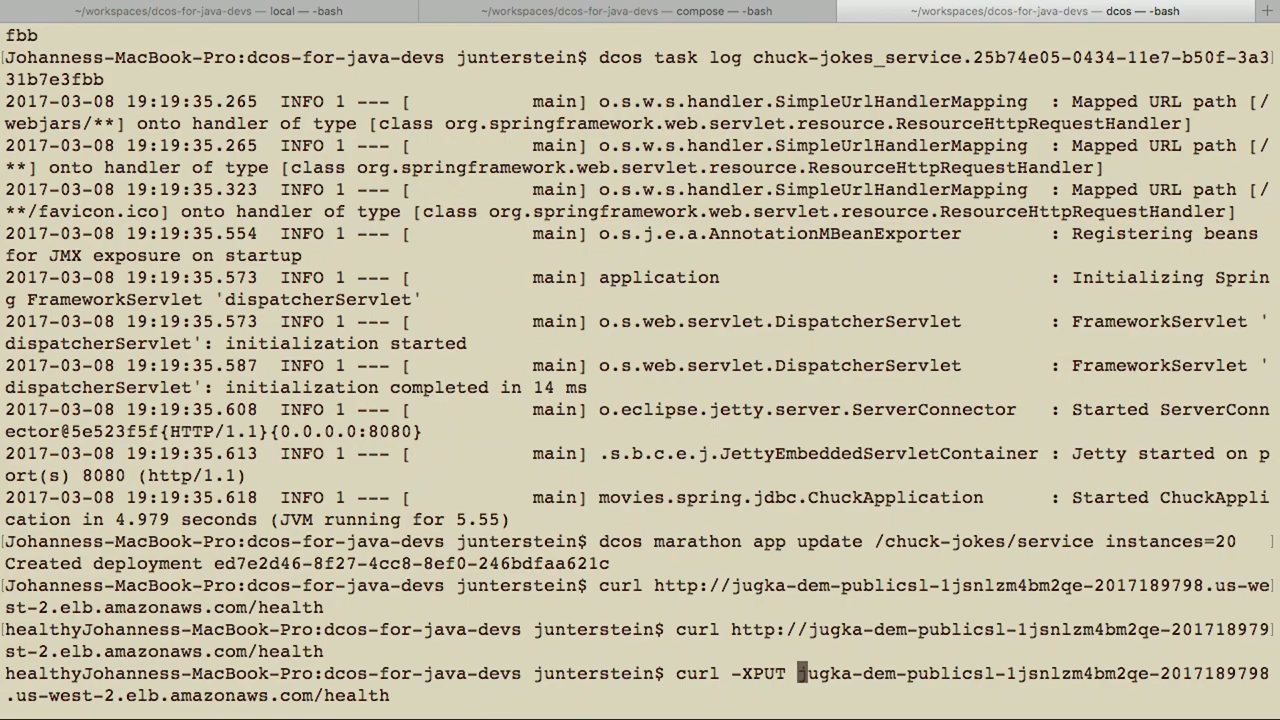 ~/workspaces/dcos-for-java-devs — local — -bash
~/workspaces/dcos-for-java-devs — compose — -bash
~/workspaces/dcos-for-java-devs — dcos — -bash
fbb
[Johanness-MacBook-Pro:dcos-for-java-devs junterstein$ dcos task log chuck-jokes_service.25b74e05-0434-11e7-b50f-3a3]
31b7e3fbb
2017-03-08 19:19:35.265  INFO 1 --- [           main] o.s.w.s.handler.SimpleUrlHandlerMapping  : Mapped URL path [/
webjars/**] onto handler of type [class org.springframework.web.servlet.resource.ResourceHttpRequestHandler]
2017-03-08 19:19:35.265  INFO 1 --- [           main] o.s.w.s.handler.SimpleUrlHandlerMapping  : Mapped URL path [/
**] onto handler of type [class org.springframework.web.servlet.resource.ResourceHttpRequestHandler]
2017-03-08 19:19:35.323  INFO 1 --- [           main] o.s.w.s.handler.SimpleUrlHandlerMapping  : Mapped URL path [/
**/favicon.ico] onto handler of type [class org.springframework.web.servlet.resource.ResourceHttpRequestHandler]
2017-03-08 19:19:35.554  INFO 1 --- [           main] o.s.j.e.a.AnnotationMBeanExporter        : Registering beans
for JMX exposure on startup
2017-03-08 19:19:35.573  INFO 1 --- [           main] application                              : Initializing Sprin
g FrameworkServlet 'dispatcherServlet'
2017-03-08 19:19:35.573  INFO 1 --- [           main] o.s.web.servlet.DispatcherServlet        : FrameworkServlet '
dispatcherServlet': initialization started
2017-03-08 19:19:35.587  INFO 1 --- [           main] o.s.web.servlet.DispatcherServlet        : FrameworkServlet '
dispatcherServlet': initialization completed in 14 ms
2017-03-08 19:19:35.608  INFO 1 --- [           main] o.eclipse.jetty.server.ServerConnector   : Started ServerConn
ector@5e523f5f{HTTP/1.1}{0.0.0.0:8080}
2017-03-08 19:19:35.613  INFO 1 --- [           main] .s.b.c.e.j.JettyEmbeddedServletContainer : Jetty started on p
ort(s) 8080 (http/1.1)
2017-03-08 19:19:35.618  INFO 1 --- [           main] movies.spring.jdbc.ChuckApplication      : Started ChuckAppli
cation in 4.979 seconds (JVM running for 5.55)
[Johanness-MacBook-Pro:dcos-for-java-devs junterstein$ dcos marathon app update /chuck-jokes/service instances=20   ]
Created deployment ed7e2d46-8f27-4cc8-8ef0-246bdfaa621c
[Johanness-MacBook-Pro:dcos-for-java-devs junterstein$ curl http://jugka-dem-publicsl-1jsnlzm4bm2qe-2017189798.us-we]
st-2.elb.amazonaws.com/health
[healthyJohanness-MacBook-Pro:dcos-for-java-devs junterstein$ curl http://jugka-dem-publicsl-1jsnlzm4bm2qe-201718979]
st-2.elb.amazonaws.com/health
healthyJohanness-MacBook-Pro:dcos-for-java-devs junterstein$ curl -XPUT jugka-dem-publicsl-1jsnlzm4bm2qe-2017189798
.us-west-2.elb.amazonaws.com/health